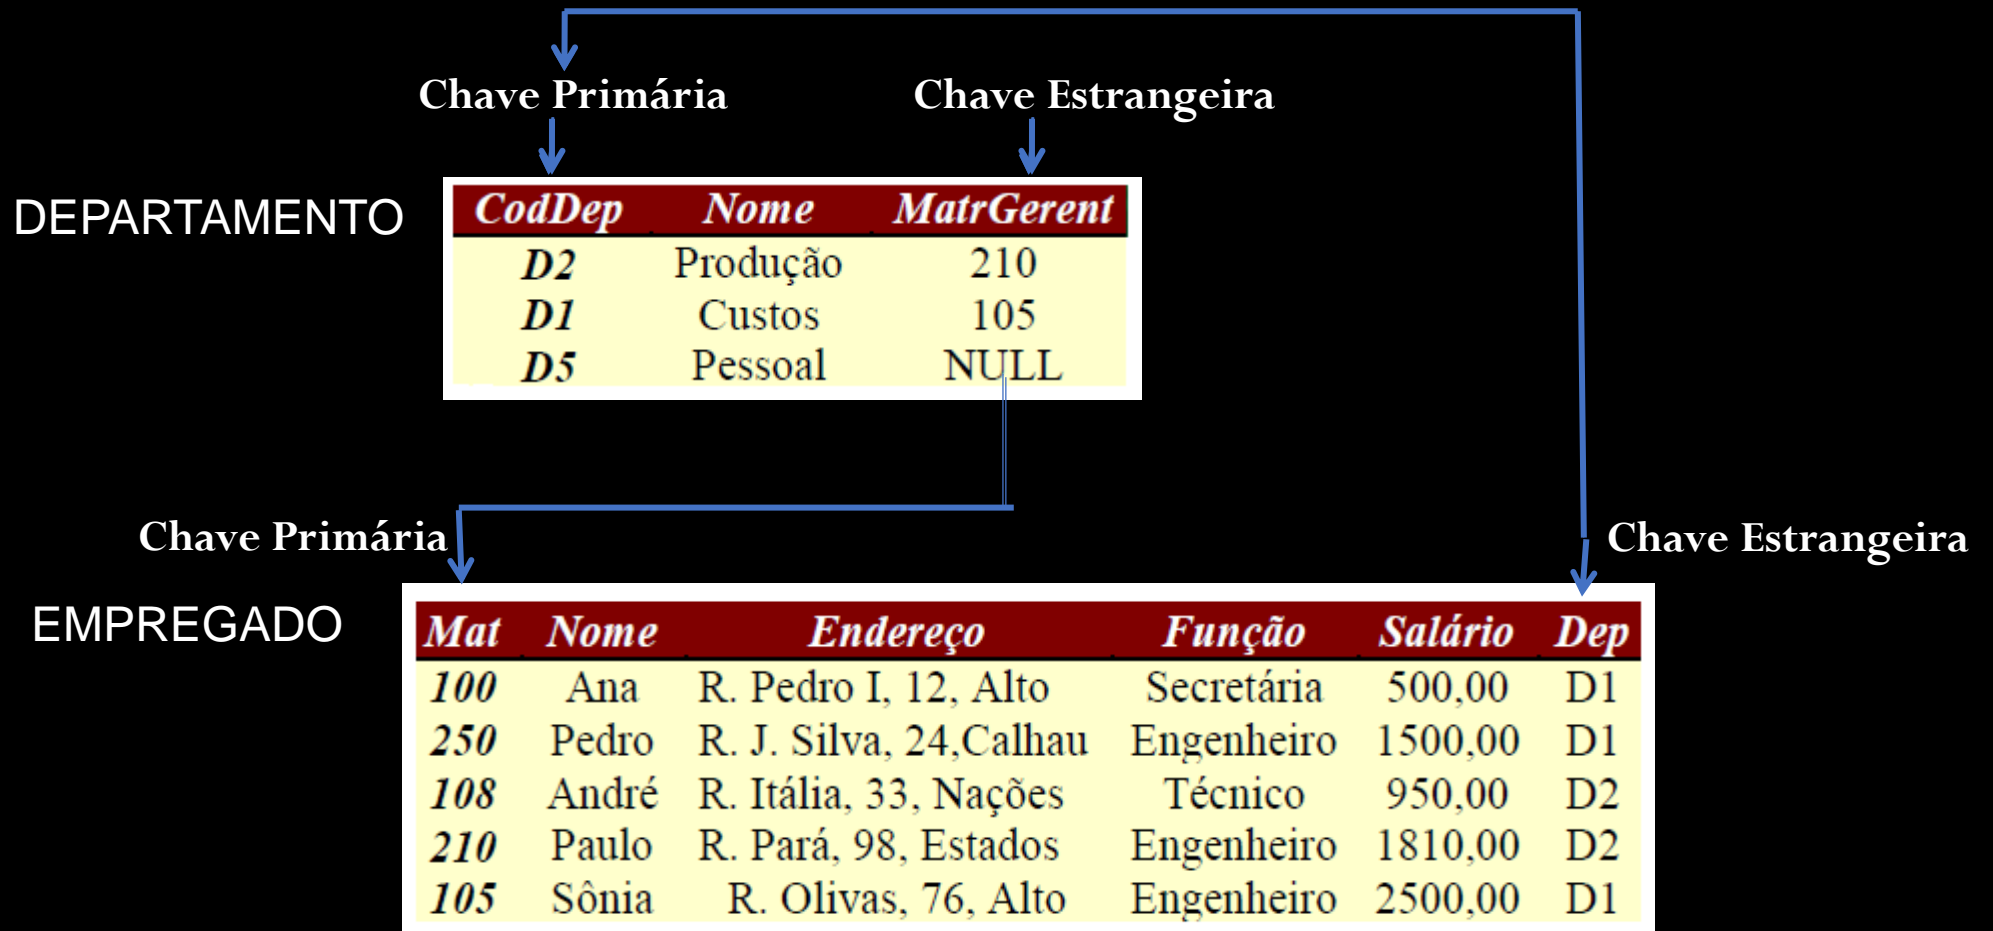 Chave Primária Chave Estrangeira
DEPARTAMENTO
CodDep Nome MatrGerent
D2 Produção 210
D1 Custos 105
D5 Pessoal NULL
Chave Primária Chave Estrangeira
EMPREGADO
Mat Nome Endereço Função Salário Dep
100 Ana R. Pedro I, 12, Alto Secretária 500,00 D1
250 Pedro R. J. Silva, 24,Calhau Engenheiro 1500,00 D1
108 André R. Itália, 33, Nações Técnico 950,00 D2
210 Paulo R. Pará, 98, Estados Engenheiro 1810,00 D2
105 Sônia R. Olivas, 76, Alto Engenheiro 2500,00 D1